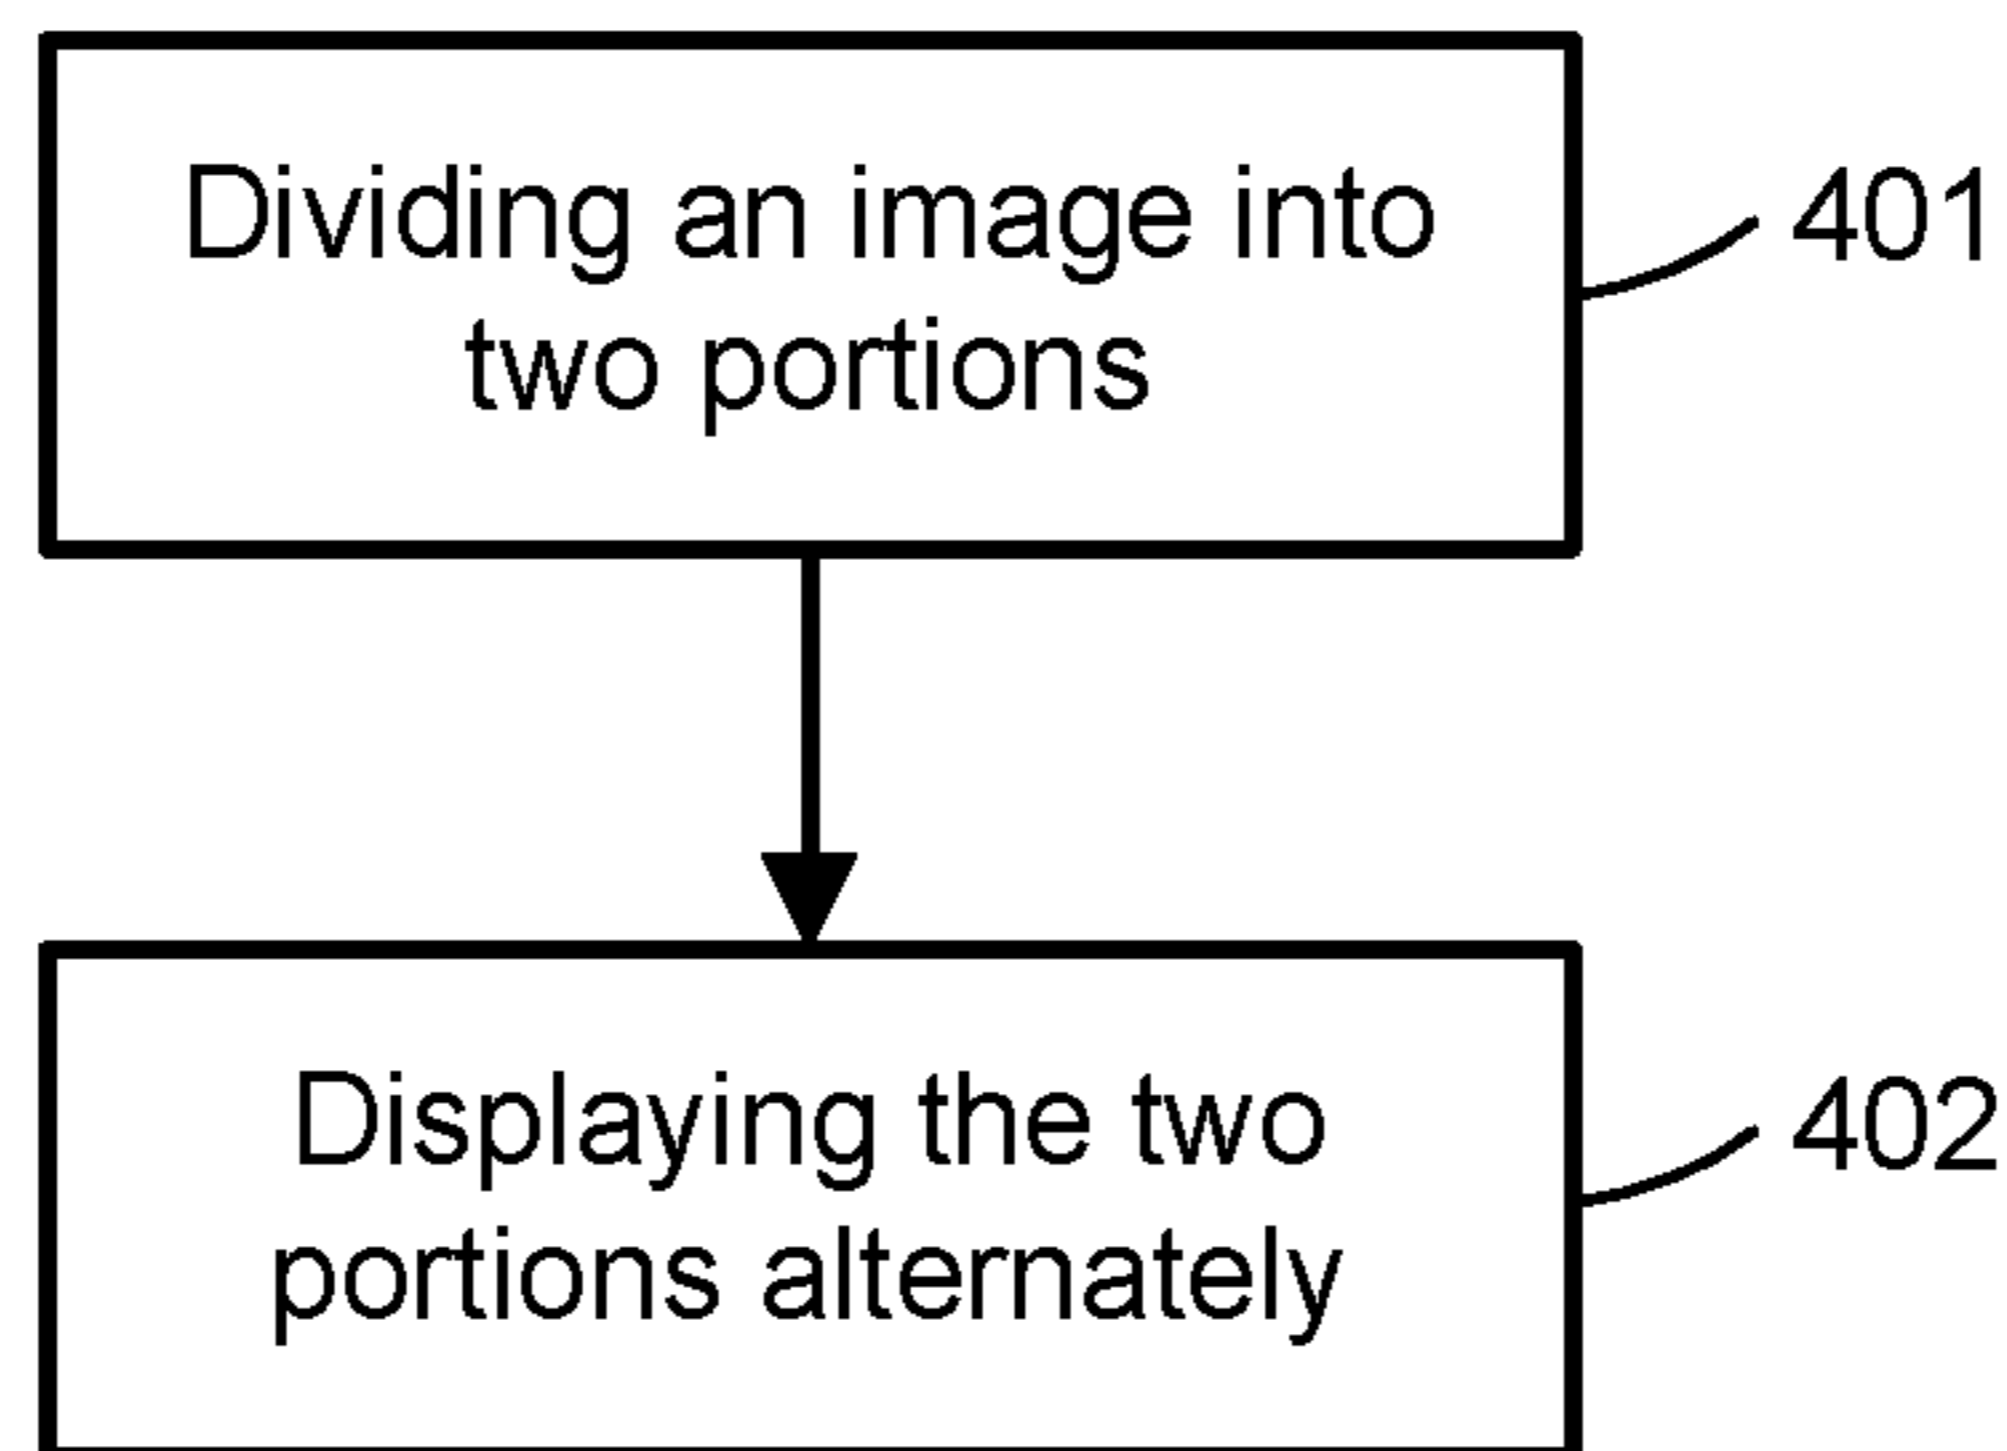 Dividing an image into
two portions
401
Displaying the two
portions alternately
402